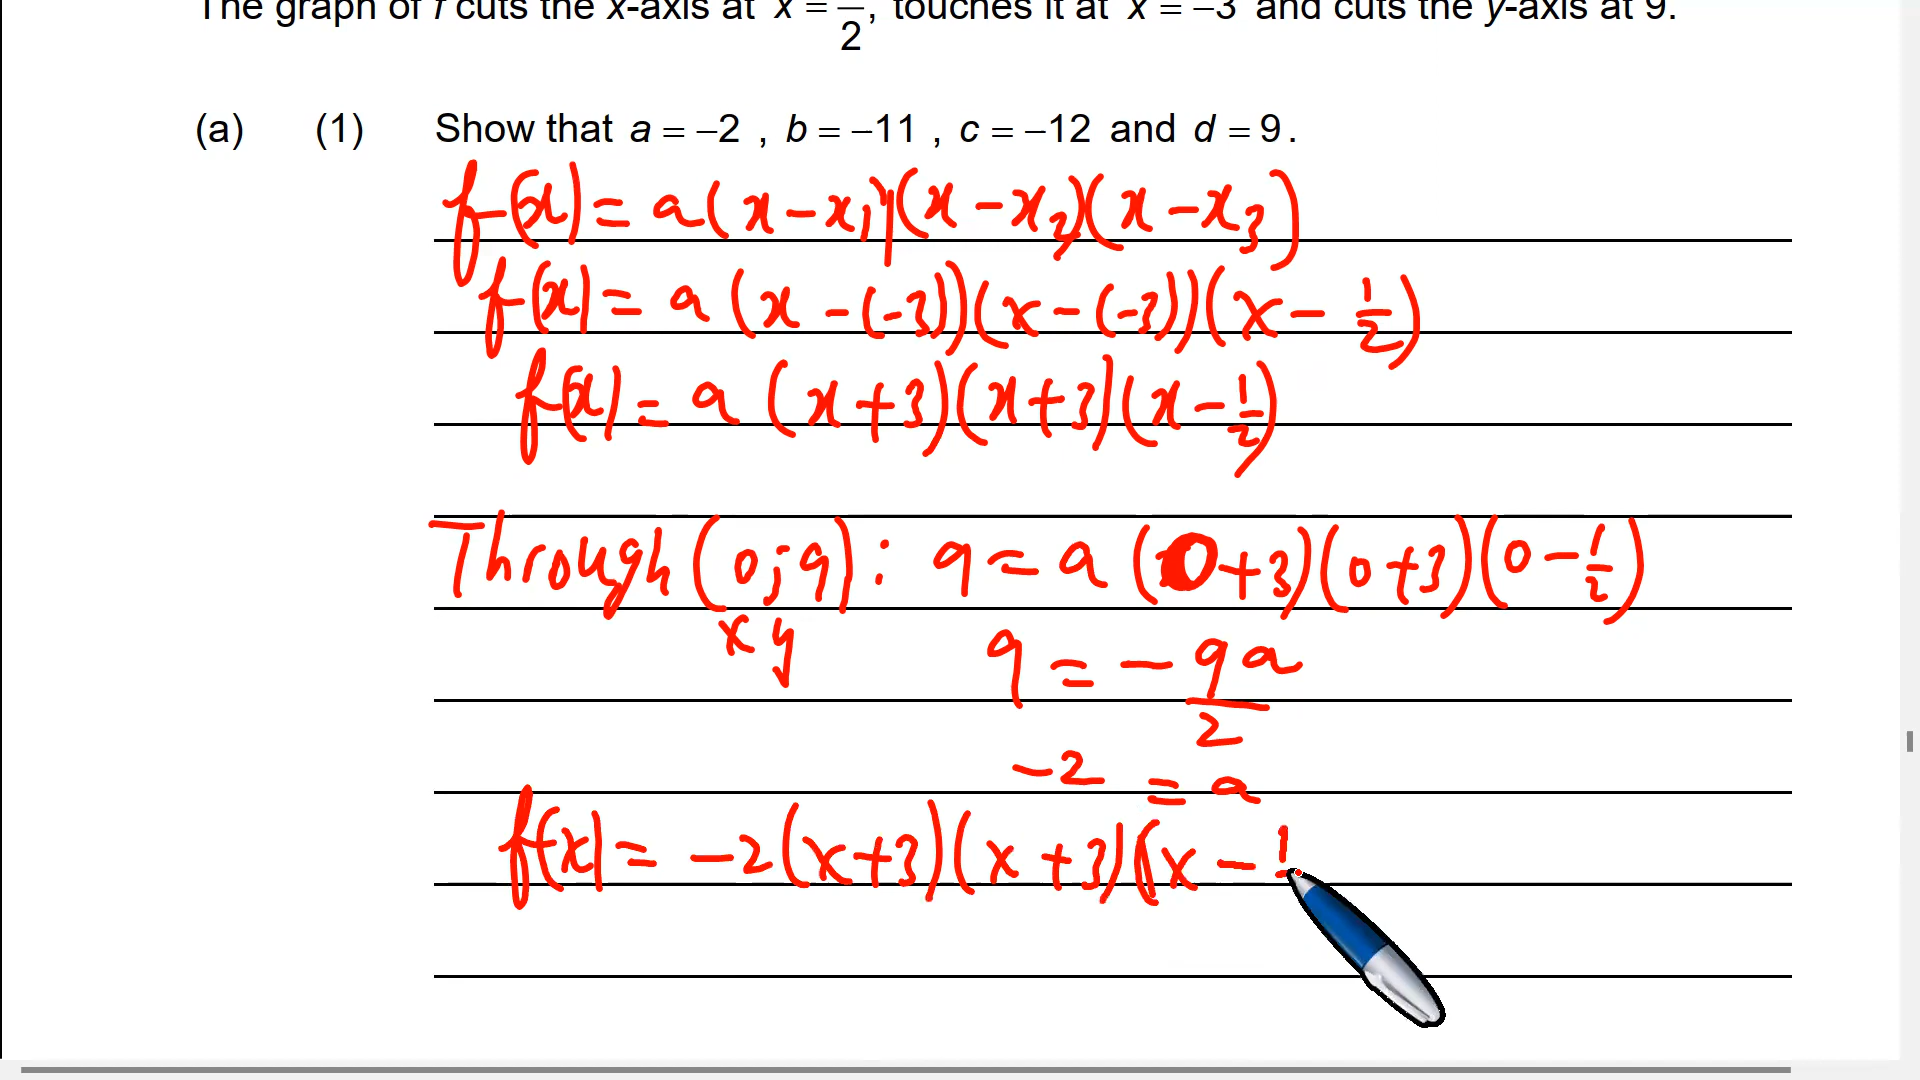 The graph of f cuts the x-axis at x = –/2, touches it at x = –3 and cuts the y-axis at 9.
(a) (1) Show that a = –2 , b = –11 , c = –12 and d = 9 .
f(x) = a(x - x₁)(x - x₂)(x - x₃)
f(x) = a(x - (-3))(x - (-3))(x - 1/2)
f(x) = a(x + 3)(x + 3)(x - 1/2)
Through (0; 9) : 9 = a(0 + 3)(0 + 3)(0 - 1/2)
x y
9 = - 9a/2
-2 = a
f(x) = -2(x + 3)(x + 3)(x - 1